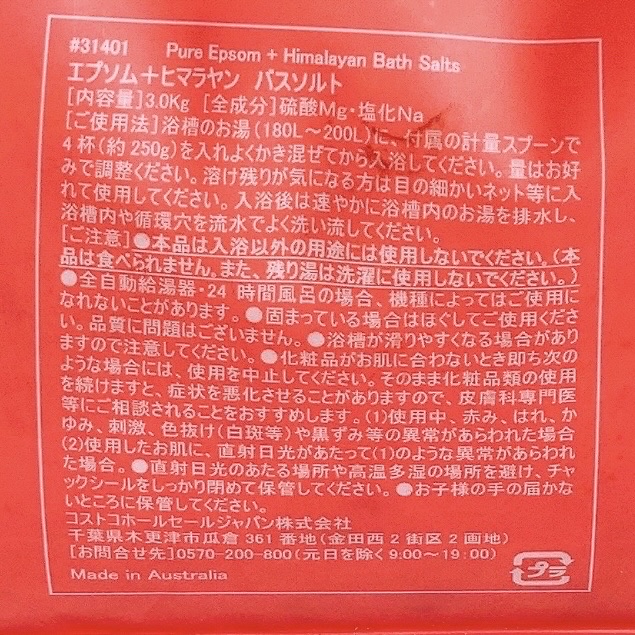 #31401 Pure Epsom + Himalayan Bath Salts
エプソム＋ヒマラヤン バスソルト
[内容量]3.0Kg [全成分]硫酸Mg・塩化Na
[ご使用法]浴槽のお湯(180L～200L)に、付属の計量スプーンで
4杯(約250g)を入れよくかき混ぜてから入浴してください。量はお好
みで調整ください。溶け残りが気になる方は目の細かいネット等に入
れて使用してください。入浴後は速やかに浴槽内のお湯を排水し、
浴槽内や循環穴を流水でよく洗い流してください。
[ご注意]●本品は入浴以外の用途には使用しないでください。(本
品は食べられません。また、残り湯は洗濯に使用しないでください。)
●全自動給湯器・24 時間風呂の場合、機種によってはご使用に
なれないことがあります。●固まっている場合はほぐしてご使用くださ
い。品質に問題はございません。●浴槽が滑りやすくなる場合があり
ますので注意してください。●化粧品がお肌に合わないとき即ち次の
ような場合には、使用を中止してください。そのまま化粧品類の使用
を続けますと、症状を悪化させることがありますので、皮膚科専門医
等にご相談されることをおすすめします。(1)使用中、赤み、はれ、か
ゆみ、刺激、色抜け(白斑等)や黒ずみ等の異常があらわれた場合
(2)使用したお肌に、直射日光があたって(1)のような異常があらわれ
た場合。●直射日光のあたる場所や高温多湿の場所を避け、チャ
ックシールをしっかり閉めて保管してください。●お子様の手の届かな
いところに保管してください。
コストコホールセールジャパン株式会社
千葉県木更津市瓜倉 361 番地(金田西2街区2画地)
[お問合せ先]0570-200-800(元日を除く9:00～19:00)
Made in Australia
プラ